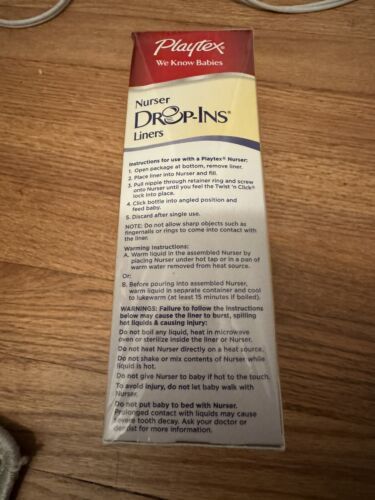 Playtex®
We Know Babies
Nurser
DROP-INS®
Liners
Instructions for use with a Playtex® Nurser:
1. Open package at bottom, remove liner.
2. Place liner into Nurser and fill.
3. Pull nipple through retainer ring and screw
onto Nurser until you feel the Twist 'n Click®
lock into place.
4. Click bottle into angled position and
feed baby.
5. Discard after single use.
NOTE: Do not allow sharp objects such as
fingernails or rings to come into contact with
the liner.
Warming Instructions:
A. Warm liquid in the assembled Nurser by
placing Nurser under hot tap or in a pan of
warm water removed from heat source.
Or:
B. Before pouring into assembled Nurser,
warm liquid in separate container and cool
to lukewarm (at least 15 minutes if boiled).
WARNINGS: Failure to follow the instructions
below may cause the liner to burst, spilling
hot liquids & causing injury:
Do not boil any liquid, heat in microwave
oven or sterilize inside the liner or Nurser.
Do not heat Nurser directly on a heat source.
Do not shake or mix contents of Nurser while
liquid is hot.
Do not give Nurser to baby if hot to the touch.
To avoid injury, do not let baby walk with
Nurser.
Do not put baby to bed with Nurser.
Prolonged contact with liquids may cause
severe tooth decay. Ask your doctor or
dentist for more information.